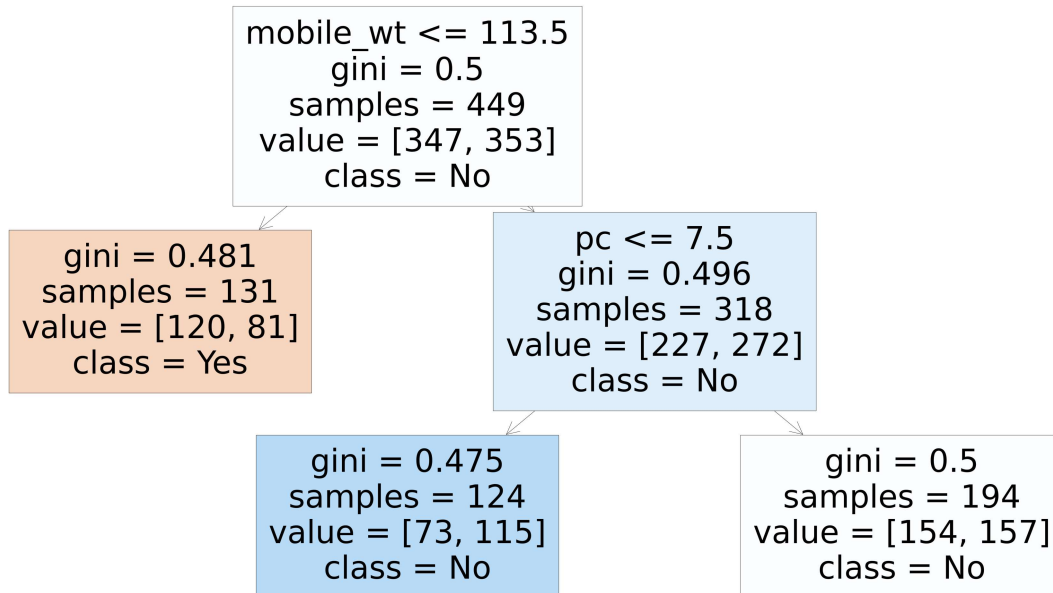 mobile_wt <= 113.5
gini = 0.5
samples = 449
value = [347, 353]
class = No
gini = 0.481
samples = 131
value = [120, 81]
class = Yes
pc <= 7.5
gini = 0.496
samples = 318
value = [227, 272]
class = No
gini = 0.475
samples = 124
value = [73, 115]
class = No
gini = 0.5
samples = 194
value = [154, 157]
class = No